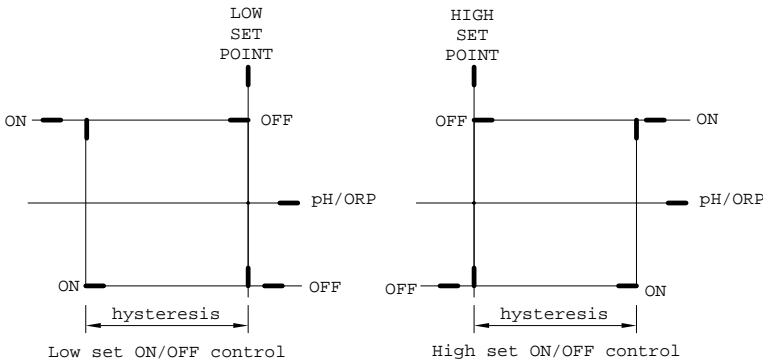 LOW
SET
POINT
HIGH
SET
POINT
ON
OFF
OFF
ON
pH/ORP
pH/ORP
ON
OFF
OFF
ON
hysteresis
hysteresis
Low set ON/OFF control
High set ON/OFF control